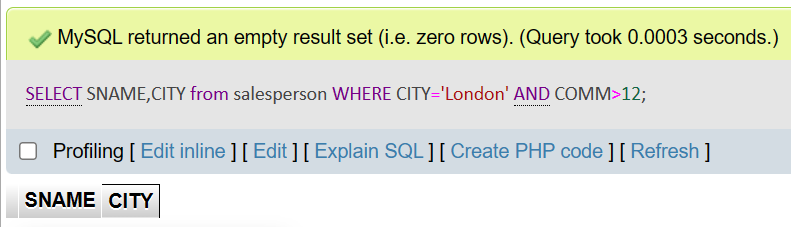 MySQL returned an empty result set (i.e. zero rows). (Query took 0.0003 seconds.)
SELECT SNAME,CITY from salesperson WHERE CITY='London' AND COMM>12;
Profiling [ Edit inline ] [ Edit ] [ Explain SQL ] [ Create PHP code ] [ Refresh ]
SNAME CITY